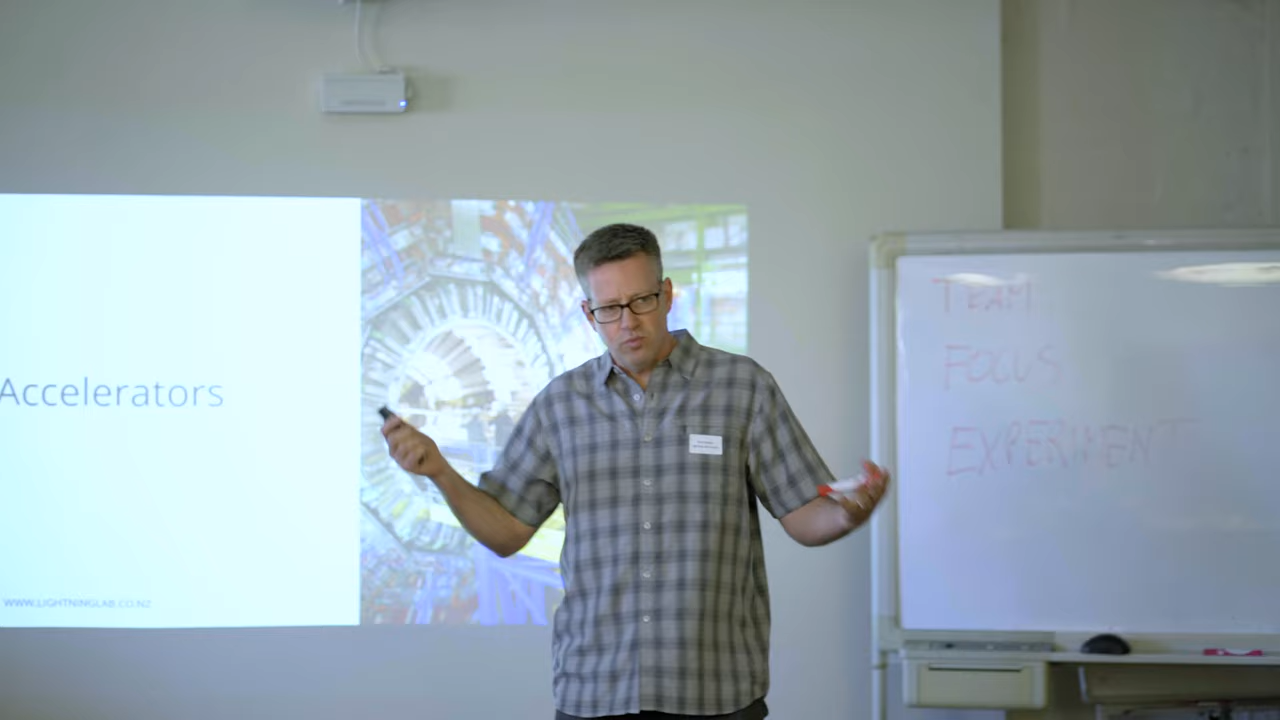 Accelerators
WWW.LIGHTNINGLAB.CO.NZ
TEAM
FOCUS
EXPERIMENT